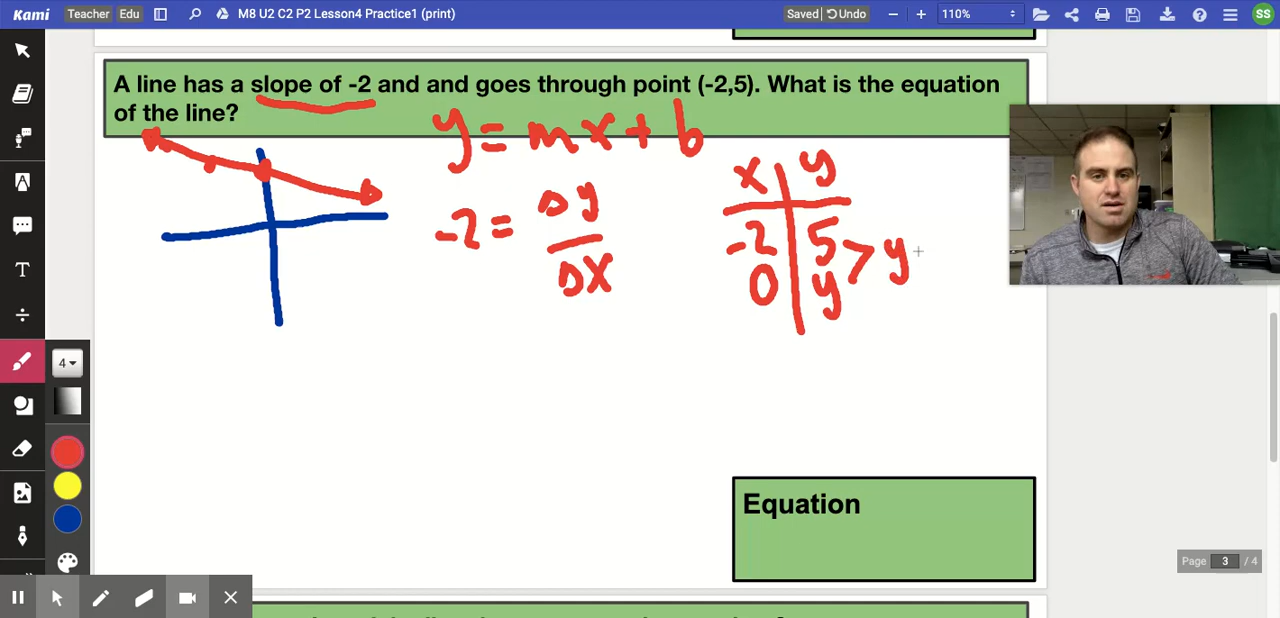 Kami Teacher Edu M8 U2 C2 P2 Lesson4 Practice1 (print) Saved Undo 110% SS
A line has a slope of -2 and and goes through point (-2,5). What is the equation
of the line?
y = mx + b
x y
-2 = Δy
ΔX
-2 5
0 y > y
4
T
Equation
Page 3 / 4